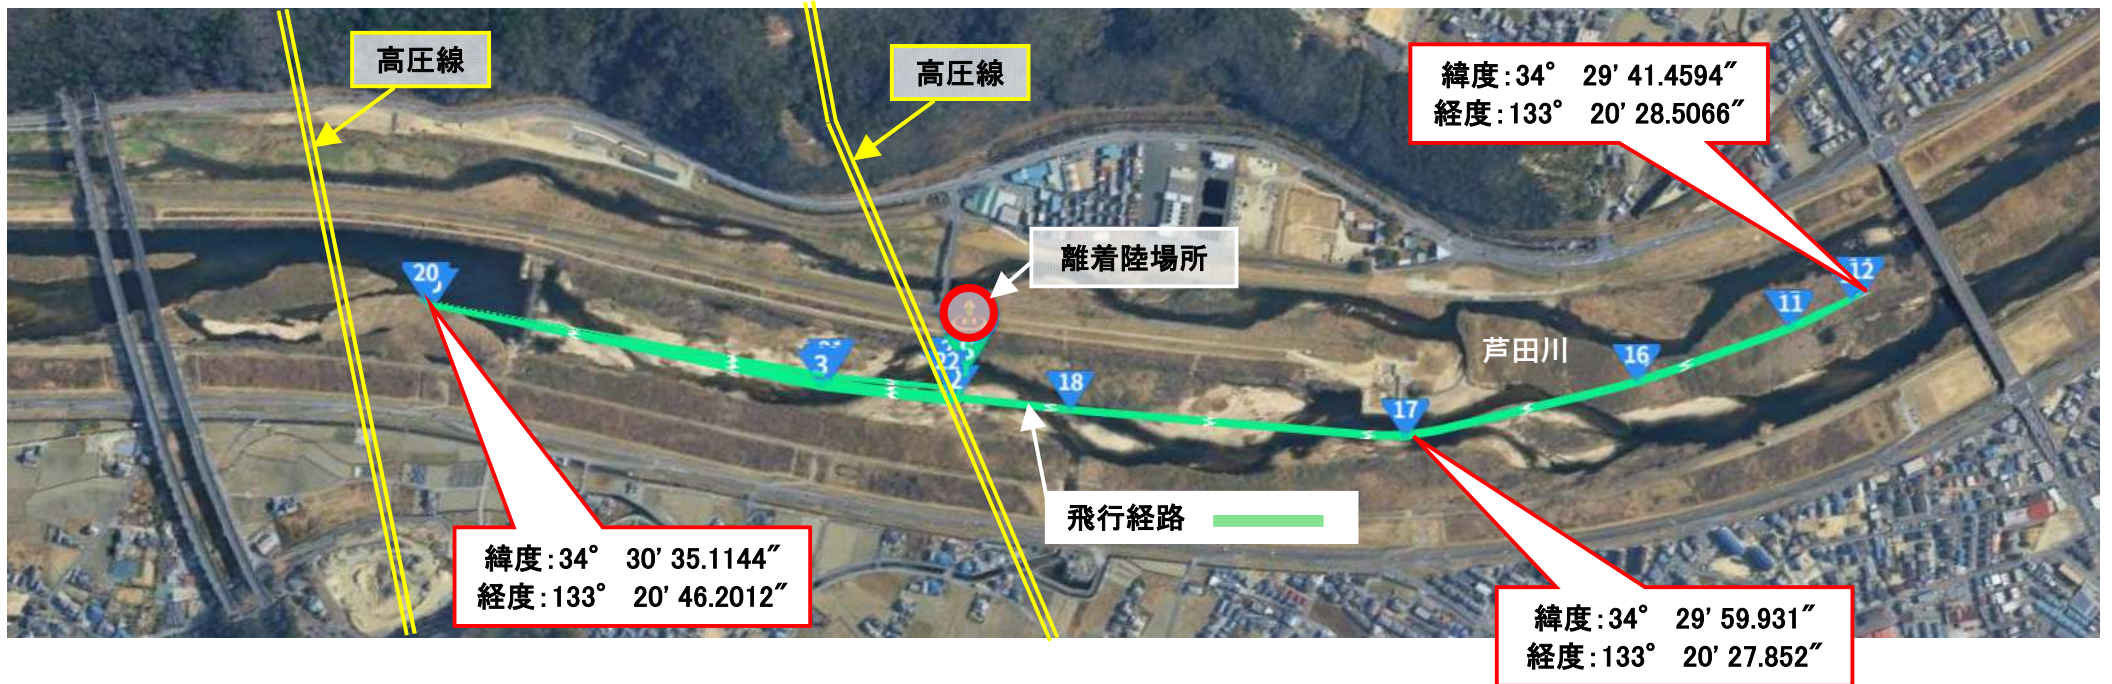 高圧線
高圧線
緯度:34° 29' 41.4594″
経度:133° 20' 28.5066″
離着陸場所
20
12
11
3
22
2
18
16
17
芦田川
飛行経路
緯度:34° 30' 35.1144″
経度:133° 20' 46.2012″
緯度:34° 29' 59.931″
経度:133° 20' 27.852″